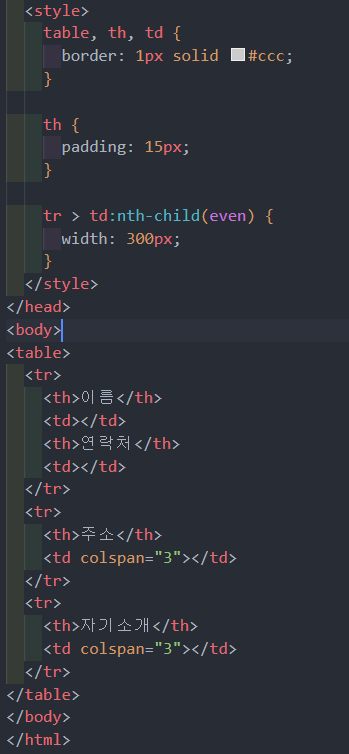 <style>
table, th, td {
border: 1px solid #ccc;
}
th {
padding: 15px;
}
tr > td:nth-child(even) {
width: 300px;
}
</style>
</head>
<body>
<table>
<tr>
<th>이름</th>
<td></td>
<th>연락처</th>
<td></td>
</tr>
<tr>
<th>주소</th>
<td colspan="3"></td>
</tr>
<tr>
<th>자기소개</th>
<td colspan="3"></td>
</tr>
</table>
</body>
</html>